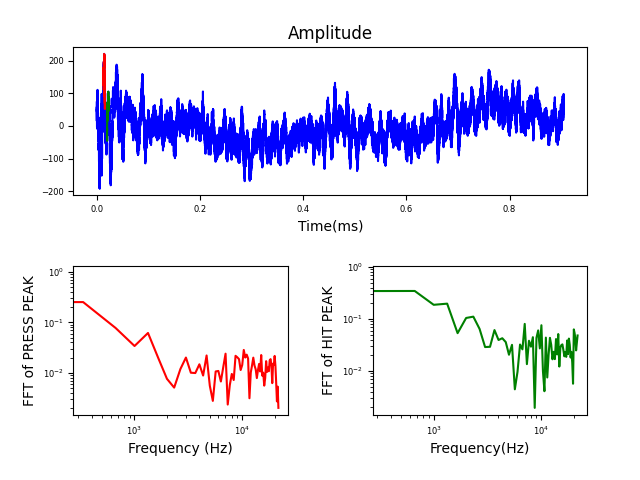 Amplitude
200
100
0
−100
−200
0.0 0.2 0.4 0.6 0.8
Time(ms)
FFT of PRESS PEAK
10⁰
10⁻¹
10⁻²
10³ 10⁴
Frequency (Hz)
FFT of HIT PEAK
10⁰
10⁻¹
10⁻²
10³ 10⁴
Frequency(Hz)